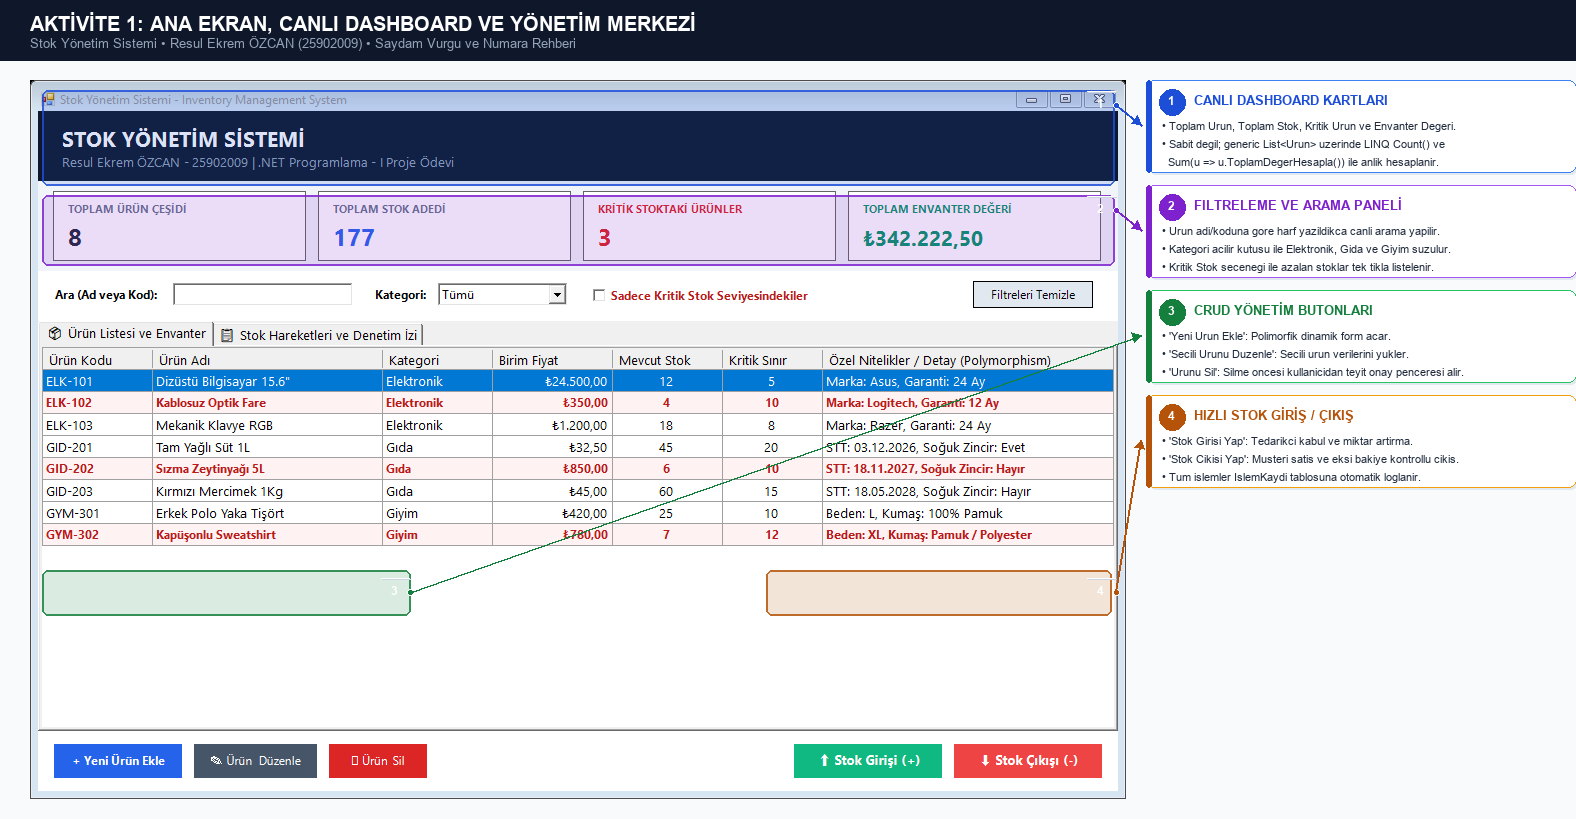 AKTİVİTE 1: ANA EKRAN, CANLI DASHBOARD VE YÖNETİM MERKEZİ
Stok Yönetim Sistemi • Resul Ekrem ÖZCAN (25902009) • Saydam Vurgu ve Numara Rehberi
Stok Yönetim Sistemi - Inventory Management System
1
STOK YÖNETİM SİSTEMİ
Resul Ekrem ÖZCAN - 25902009 | .NET Programlama - I Proje Ödevi
TOPLAM ÜRÜN ÇEŞİDİ
8
TOPLAM STOK ADEDİ
177
KRİTİK STOKTAKİ ÜRÜNLER
3
TOPLAM ENVANTER DEĞERİ
₺342.222,50
2
Ara (Ad veya Kod):
Kategori:
Tümü
Sadece Kritik Stok Seviyesindekiler
Filtreleri Temizle
Ürün Listesi ve Envanter
Stok Hareketleri ve Denetim İzi
Ürün Kodu Ürün Adı Kategori Birim Fiyat Mevcut Stok Kritik Sınır Özel Nitelikler / Detay (Polymorphism)
ELK-101 Dizüstü Bilgisayar 15.6" Elektronik ₺24.500,00 12 5 Marka: Asus, Garanti: 24 Ay
ELK-102 Kablosuz Optik Fare Elektronik ₺350,00 4 10 Marka: Logitech, Garanti: 12 Ay
ELK-103 Mekanik Klavye RGB Elektronik ₺1.200,00 18 8 Marka: Razer, Garanti: 24 Ay
GID-201 Tam Yağlı Süt 1L Gıda ₺32,50 45 20 STT: 03.12.2026, Soğuk Zincir: Evet
GID-202 Sızma Zeytinyağı 5L Gıda ₺850,00 6 10 STT: 18.11.2027, Soğuk Zincir: Hayır
GID-203 Kırmızı Mercimek 1Kg Gıda ₺45,00 60 15 STT: 18.05.2028, Soğuk Zincir: Hayır
GYM-301 Erkek Polo Yaka Tişört Giyim ₺420,00 25 10 Beden: L, Kumaş: 100% Pamuk
GYM-302 Kapüşonlu Sweatshirt Giyim ₺780,00 7 12 Beden: XL, Kumaş: Pamuk / Polyester
3
4
+ Yeni Ürün Ekle
✎ Ürün Düzenle
Ürün Sil
⬆ Stok Girişi (+)
⬇ Stok Çıkışı (-)
1 CANLI DASHBOARD KARTLARI
• Toplam Urun, Toplam Stok, Kritik Urun ve Envanter Degeri.
• Sabit degil; generic List<Urun> uzerinde LINQ Count() ve
Sum(u => u.ToplamDegerHesapla()) ile anlik hesaplanir.
2 FILTRELEME VE ARAMA PANELİ
• Urun adi/koduna gore harf yazildikca canli arama yapilir.
• Kategori acilir kutusu ile Elektronik, Gida ve Giyim suzulur.
• Kritik Stok secenegi ile azalan stoklar tek tikla listelenir.
3 CRUD YÖNETIM BUTONLARI
• 'Yeni Urun Ekle': Polimorfik dinamik form acar.
• 'Secili Urunu Duzenle': Secili urun verilerini yukler.
• 'Urunu Sil': Silme oncesi kullanicidan teyit onay penceresi alir.
4 HIZLI STOK GİRİŞ / ÇIKIŞ
• 'Stok Girisi Yap': Tedarikci kabul ve miktar artirma.
• 'Stok Cikisi Yap': Musteri satis ve eksi bakiye kontrollu cikis.
• Tum islemler IslemKaydi tablosuna otomatik loglanir.